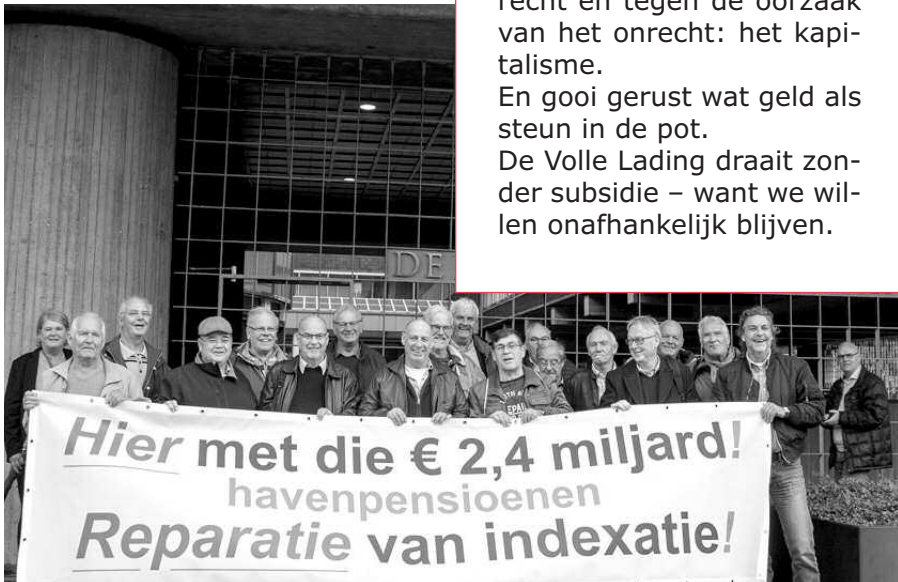 recht en tegen de oorzaak
van het onrecht: het kapi-
talisme.
En gooi gerust wat geld als
steun in de pot.
De Volle Lading draait zon-
der subsidie – want we wil-
len onafhankelijk blijven.
DE
Hier met die € 2,4 miljard!
havenpensioenen
Reparatie van indexatie!